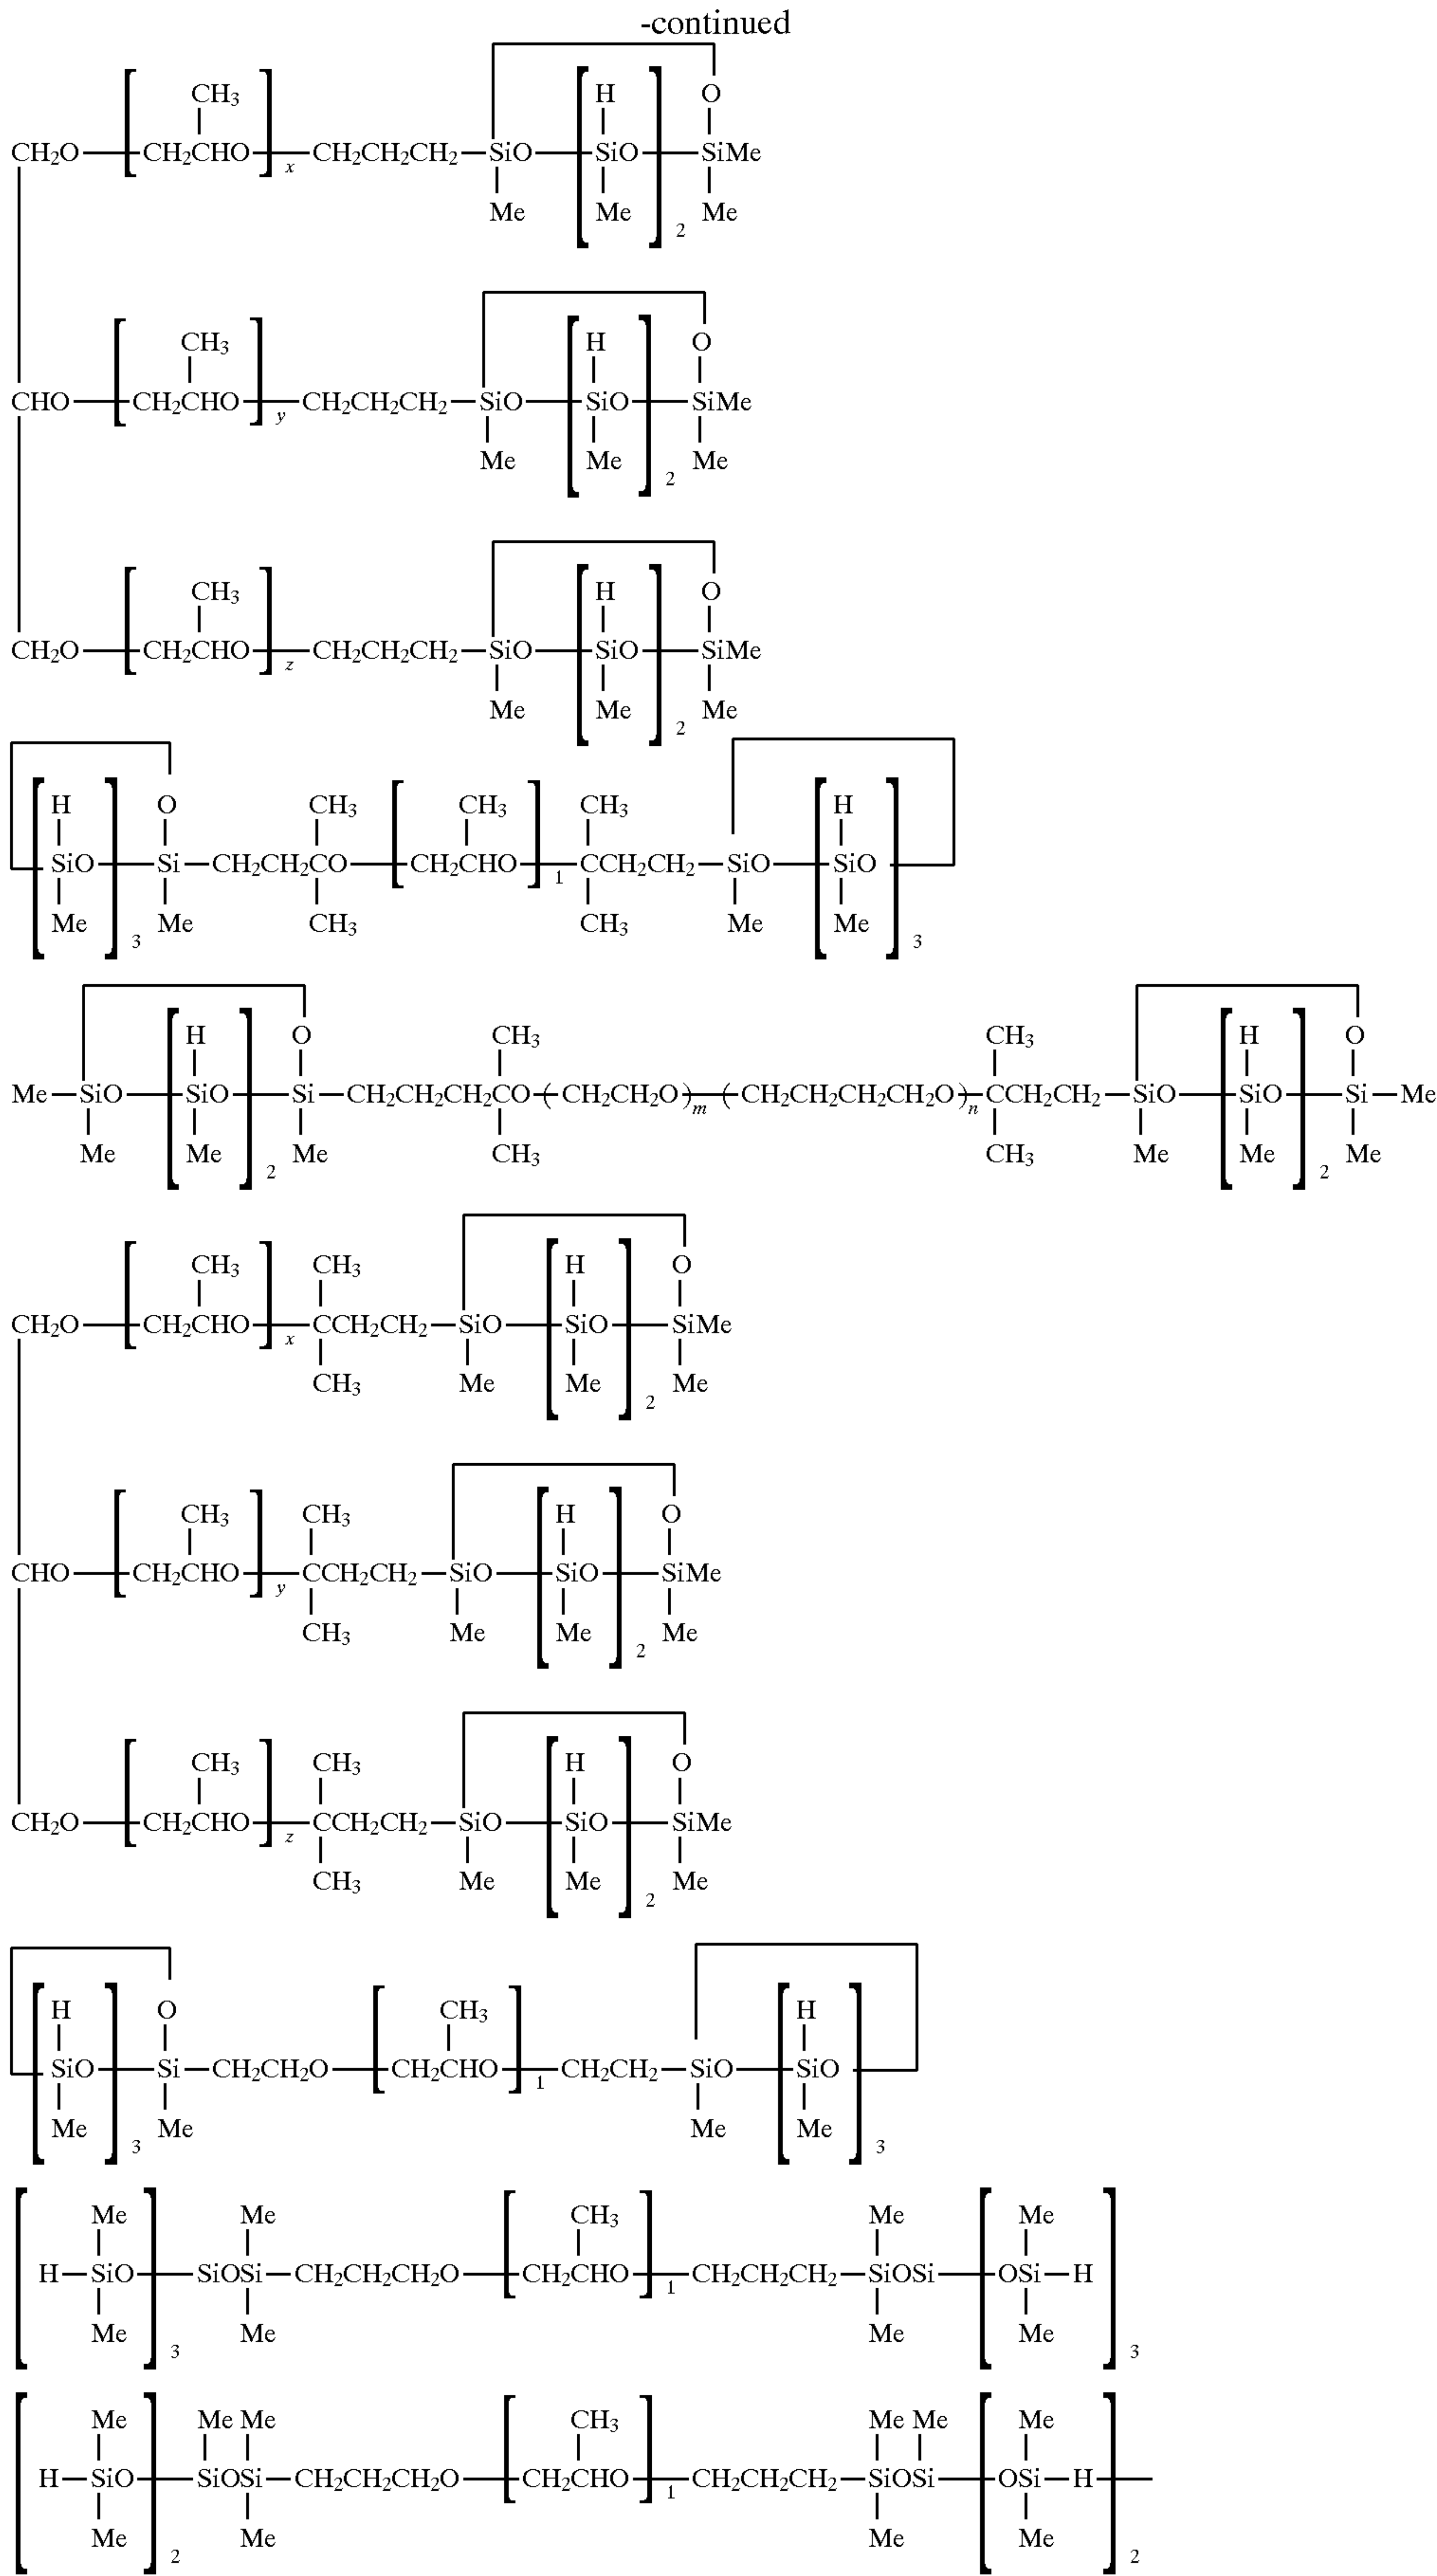 -continued
CH₃ H O
CH₂O CH₂CHO x CH₂CH₂CH₂ SiO SiO SiMe
Me Me 2 Me
CH₃ H O
CHO CH₂CHO y CH₂CH₂CH₂ SiO SiO SiMe
Me Me 2 Me
CH₃ H O
CH₂O CH₂CHO z CH₂CH₂CH₂ SiO SiO SiMe
Me Me 2 Me
H O CH₃ CH₃ CH₃ H
SiO Si CH₂CH₂CO CH₂CHO 1 CCH₂CH₂ SiO SiO
Me 3 Me CH₃ CH₃ Me Me 3
H O CH₃ CH₃ H O
Me SiO SiO Si CH₂CH₂CH₂CO ( CH₂CH₂O )m ( CH₂CH₂CH₂CH₂O )n CCH₂CH₂ SiO SiO Si Me
Me Me 2 Me CH₃ CH₃ Me Me 2 Me
CH₃ CH₃ H O
CH₂O CH₂CHO x CCH₂CH₂ SiO SiO SiMe
CH₃ Me Me 2 Me
CH₃ CH₃ H O
CHO CH₂CHO y CCH₂CH₂ SiO SiO SiMe
CH₃ Me Me 2 Me
CH₃ CH₃ H O
CH₂O CH₂CHO z CCH₂CH₂ SiO SiO SiMe
CH₃ Me Me 2 Me
H O CH₃ H
SiO Si CH₂CH₂O CH₂CHO 1 CH₂CH₂ SiO SiO
Me 3 Me Me Me 3
Me Me CH₃ Me Me
H SiO SiOSi CH₂CH₂CH₂O CH₂CHO 1 CH₂CH₂CH₂ SiOSi OSi H
Me 3 Me Me Me 3
Me Me Me CH₃ Me Me Me
H SiO SiOSi CH₂CH₂CH₂O CH₂CHO 1 CH₂CH₂CH₂ SiOSi OSi H
Me 2 Me Me Me 2